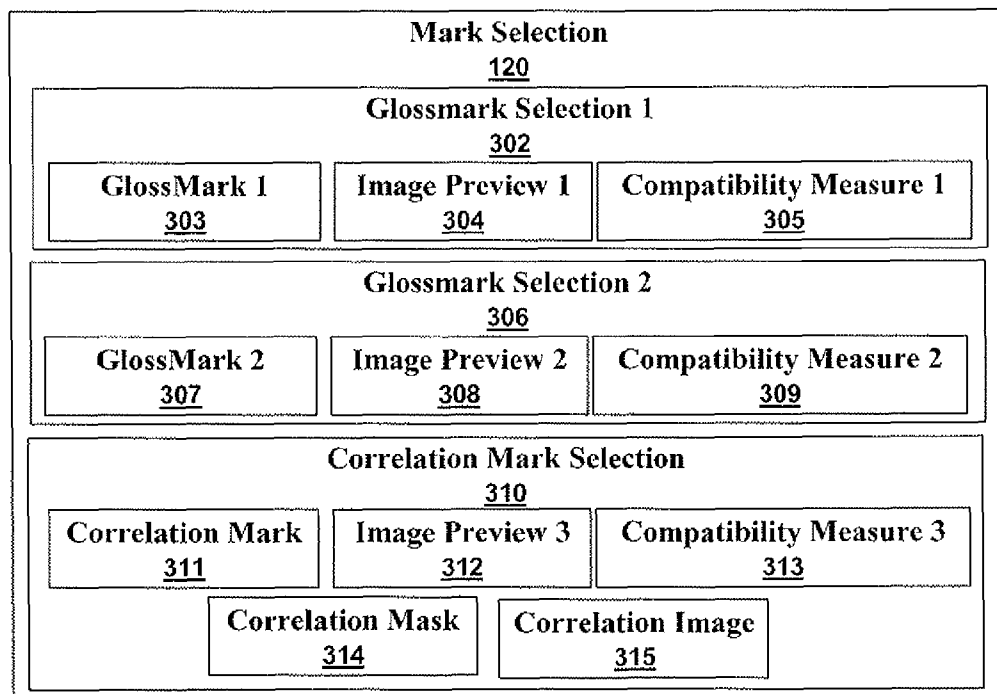 Mark Selection
120
Glossmark Selection 1
302
GlossMark 1
303
Image Preview 1
304
Compatibility Measure 1
305
Glossmark Selection 2
306
GlossMark 2
307
Image Preview 2
308
Compatibility Measure 2
309
Correlation Mark Selection
310
Correlation Mark
311
Image Preview 3
312
Compatibility Measure 3
313
Correlation Mask
314
Correlation Image
315